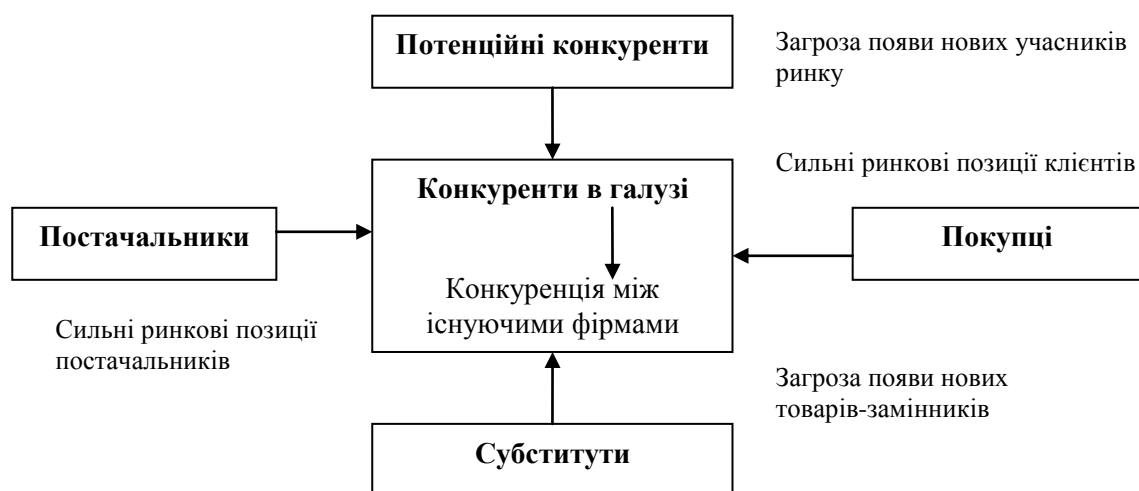 Потенційні конкуренти
Загроза появи нових учасників
ринку
Сильні ринкові позиції клієнтів
Конкуренти в галузі
Постачальники
Покупці
Конкуренція між
існуючими фірмами
Сильні ринкові позиції
постачальників
Загроза появи нових
товарів-замінників
Субститути